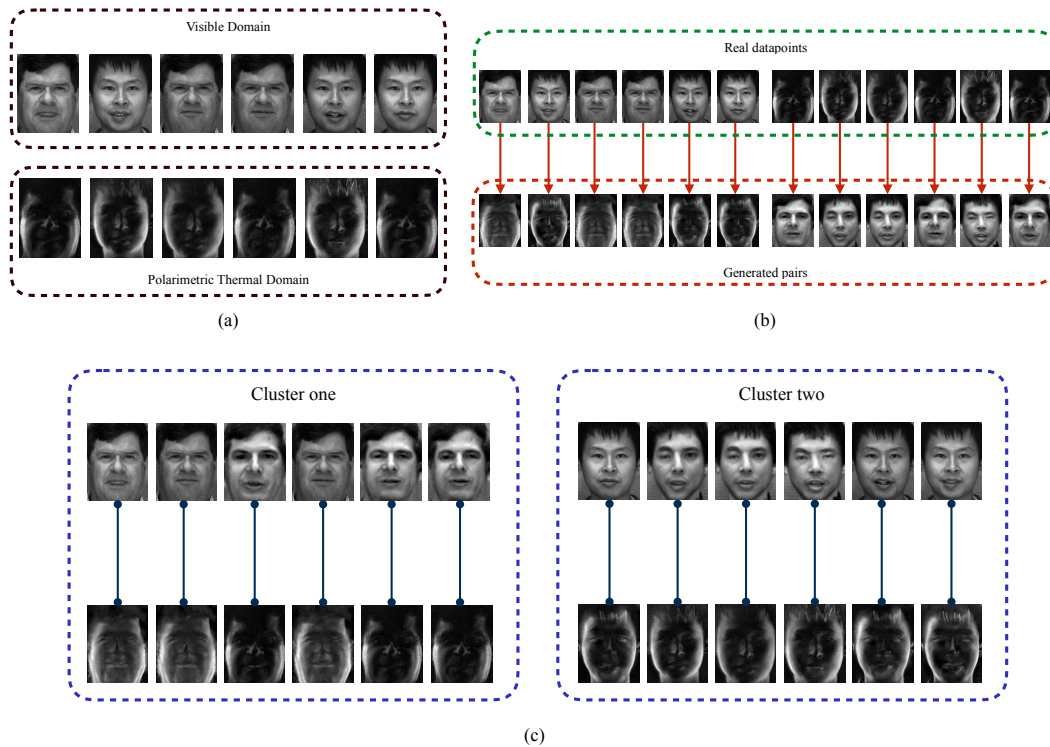 Visible Domain
Polarimetric Thermal Domain
(a)
Real datapoints
Generated pairs
(b)
Cluster one
Cluster two
(c)